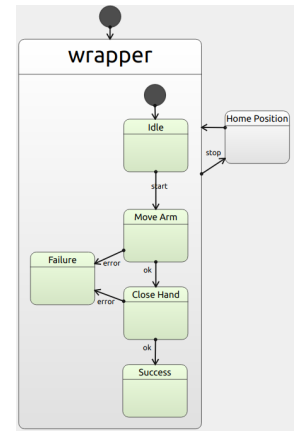 wrapper
Idle
Home Position
stop
start
Move Arm
Failure
error
ok
Close Hand
error
ok
Success